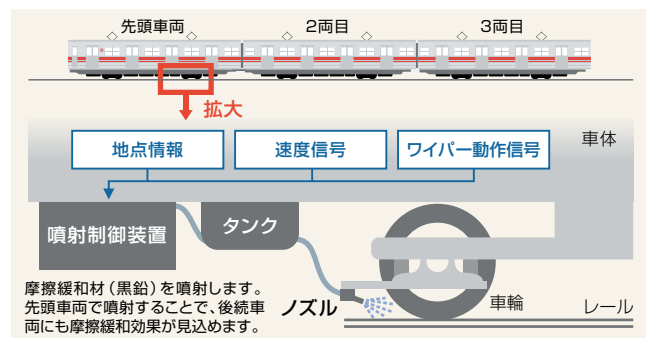 先頭車両
2両目
3両目
拡大
車体
地点情報
速度信号
ワイパー動作信号
噴射制御装置
タンク
摩擦緩和材（黒鉛）を噴射します。
先頭車両で噴射することで、後続車
両にも摩擦緩和効果が見込めます。
ノズル
車輪
レール